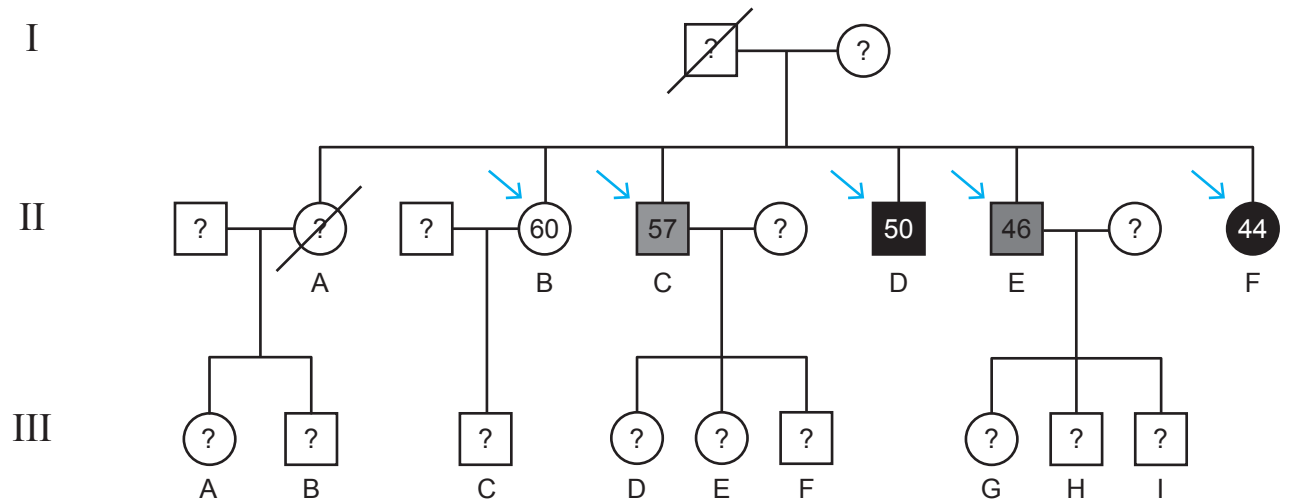 I
? ?
II
? ? ? 60 57 ? 50 46 ? 44
A B C D E F
III
? ? ? ? ? ? ? ? ?
A B C D E F G H I